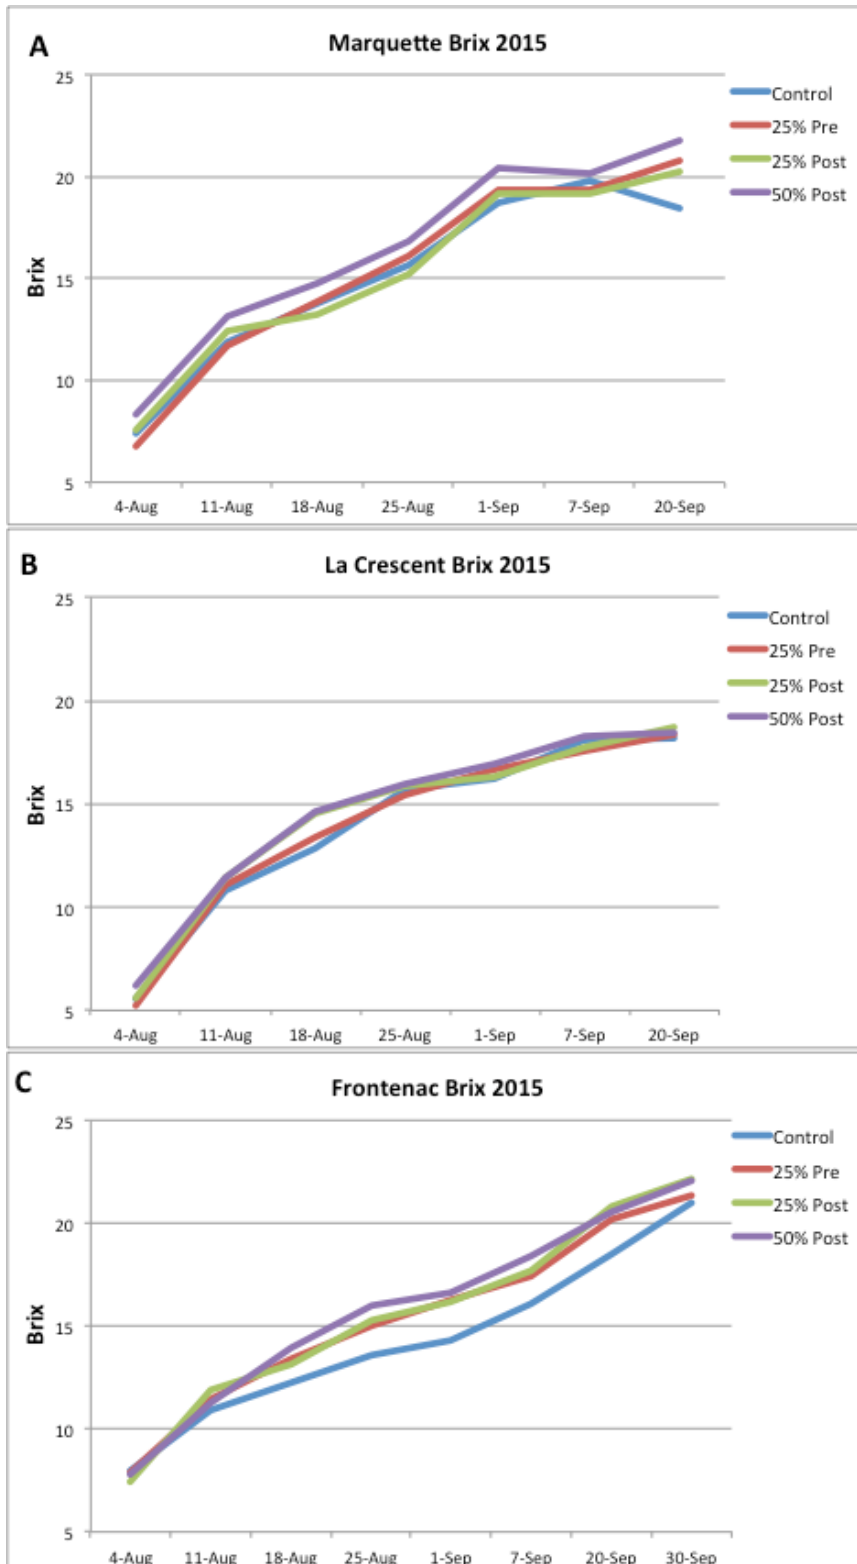 A
Marquette Brix 2015
25
20
15
10
5
Brix
4-Aug 11-Aug 18-Aug 25-Aug 1-Sep 7-Sep 20-Sep
Control
25% Pre
25% Post
50% Post
B
La Crescent Brix 2015
25
20
15
10
5
Brix
4-Aug 11-Aug 18-Aug 25-Aug 1-Sep 7-Sep 20-Sep
Control
25% Pre
25% Post
50% Post
C
Frontenac Brix 2015
25
20
15
10
5
Brix
4-Aug 11-Aug 18-Aug 25-Aug 1-Sep 7-Sep 20-Sep 30-Sep
Control
25% Pre
25% Post
50% Post